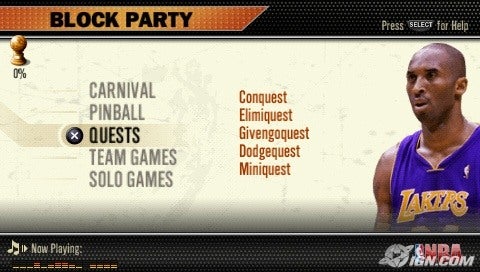 BLOCK PARTY
Press SELECT for Help
0%
CARNIVAL
PINBALL
QUESTS
TEAM GAMES
SOLO GAMES
Conquest
Elimiquest
Givengoquest
Dodgequest
Miniquest
LAKERS
Now Playing:
NBA
IGN.COM